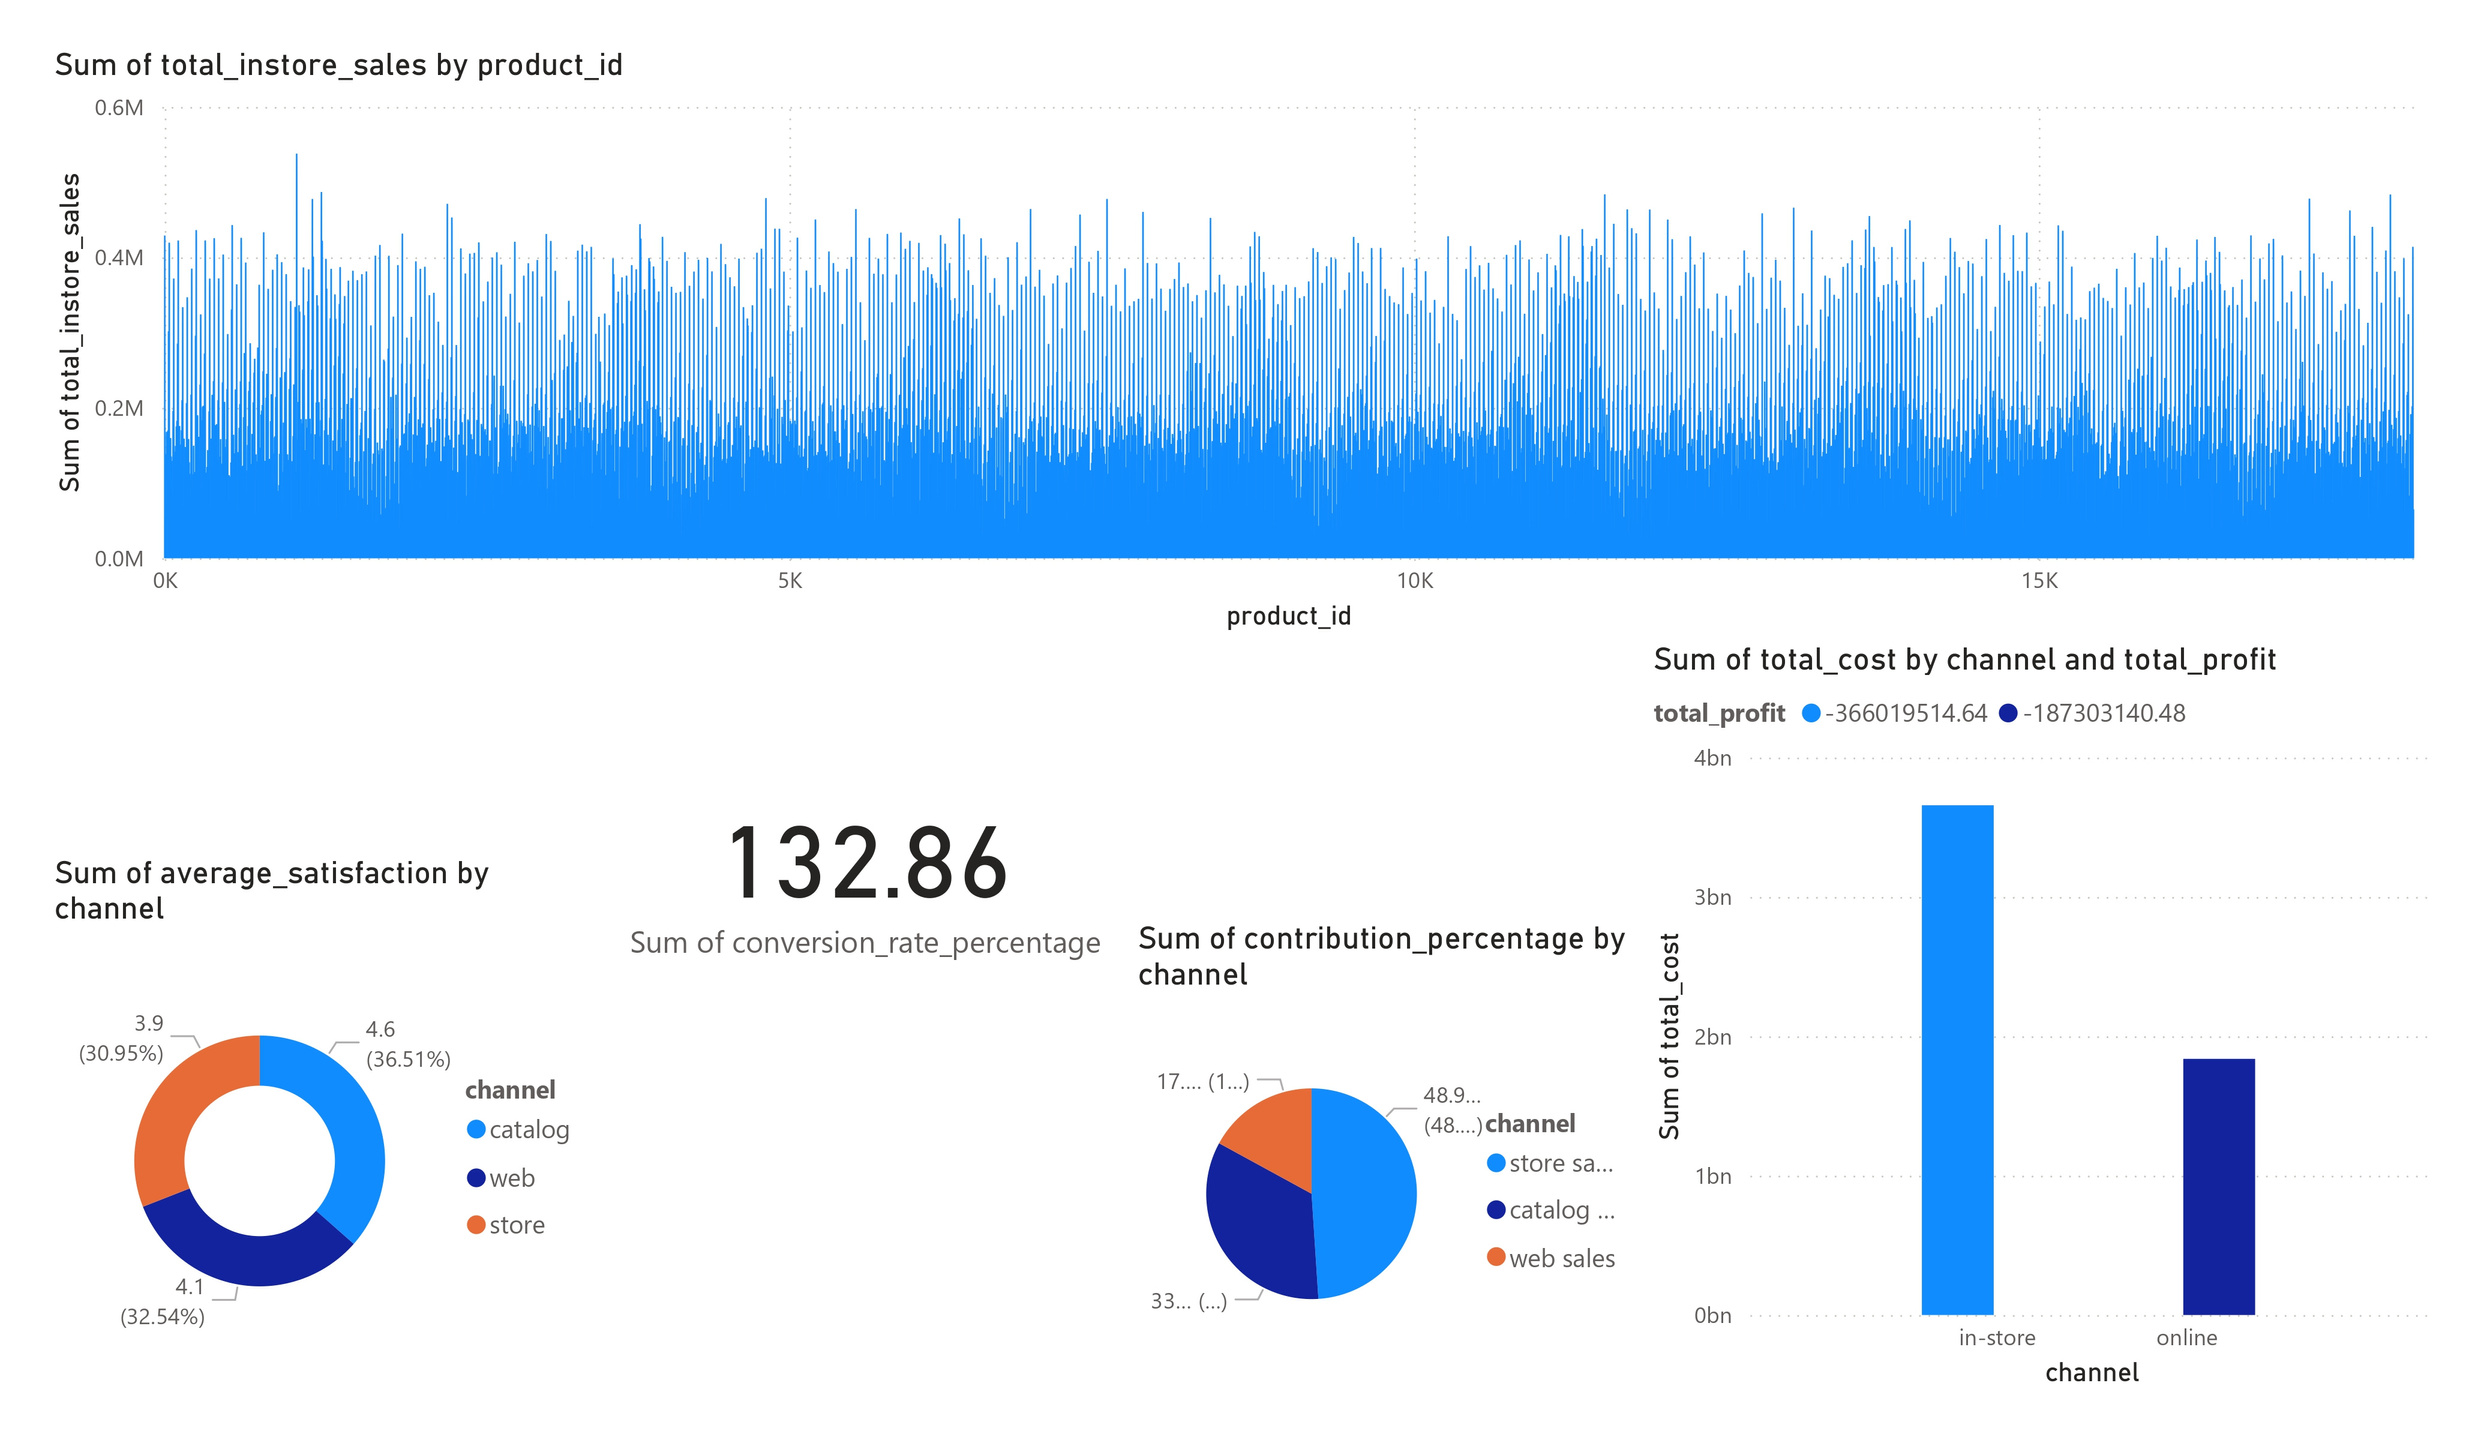 Sum of total_instore_sales by product_id
Sum of total_instore_sales
0.6M
0.4M
0.2M
0.0M
0K
5K
10K
15K
product_id
Sum of average_satisfaction by
channel
3.9
(30.95%)
4.6
(36.51%)
4.1
(32.54%)
channel
catalog
web
store
132.86
Sum of conversion_rate_percentage
Sum of contribution_percentage by
channel
17.... (1...)
48.9...
(48....)
33... (...)
channel
store sa...
catalog ...
web sales
Sum of total_cost by channel and total_profit
total_profit -366019514.64 -187303140.48
Sum of total_cost
4bn
3bn
2bn
1bn
0bn
in-store
online
channel